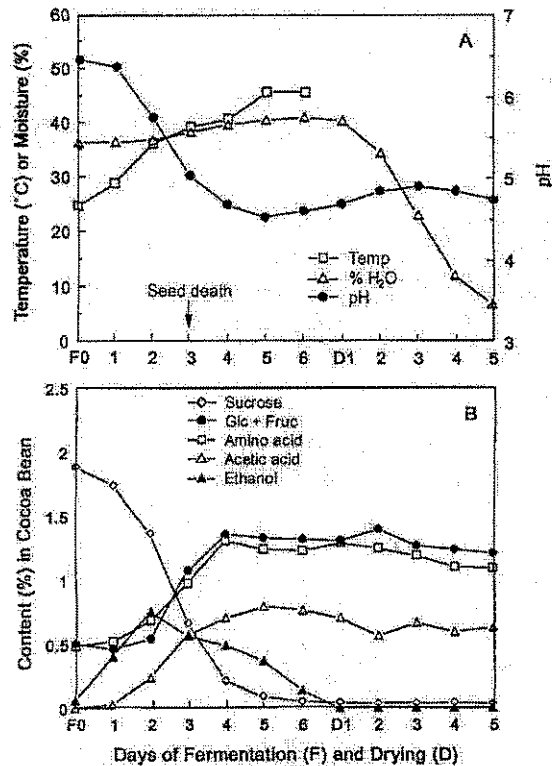 A
Temperature (°C) or Moisture (%)
60
50
40
30
20
10
0
7
6
5
4
3
pH
Temp
% H₂O
pH
Seed death
F0 1 2 3 4 5 6 D1 2 3 4 5
B
Content (%) in Cocoa Bean
2.5
2
1.5
1
0.5
0
Sucrose
Glc + Fruc
Amino acid
Acetic acid
Ethanol
F0 1 2 3 4 5 6 D1 2 3 4 5
Days of Fermentation (F) and Drying (D)